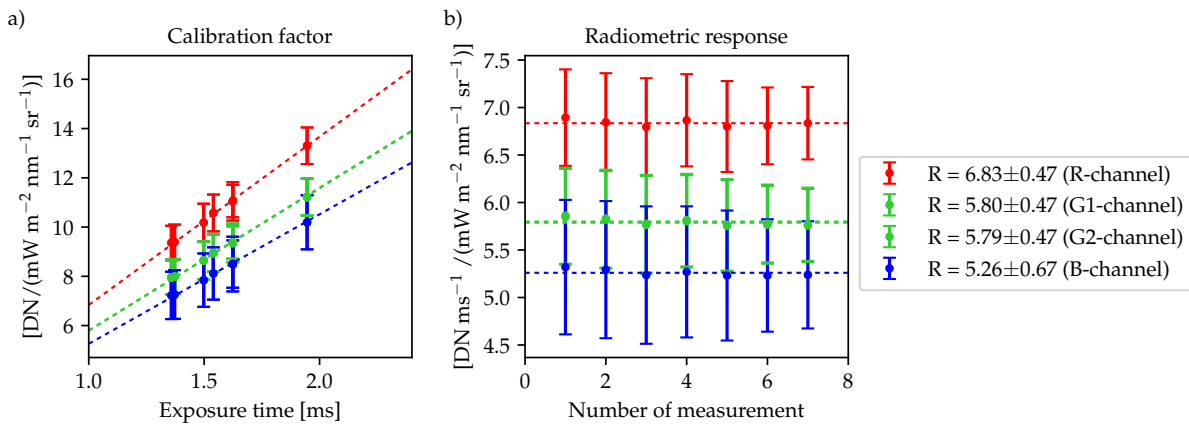 a)
Calibration factor
[DN/(mW m⁻² nm⁻¹ sr⁻¹)]
16
14
12
10
8
6
1.0
1.5
2.0
Exposure time [ms]
b)
Radiometric response
[DN ms⁻¹ /(mW m⁻² nm⁻¹ sr⁻¹)]
7.5
7.0
6.5
6.0
5.5
5.0
4.5
0
2
4
6
8
Number of measurement
R = 6.83±0.47 (R-channel)
R = 5.80±0.47 (G1-channel)
R = 5.79±0.47 (G2-channel)
R = 5.26±0.67 (B-channel)